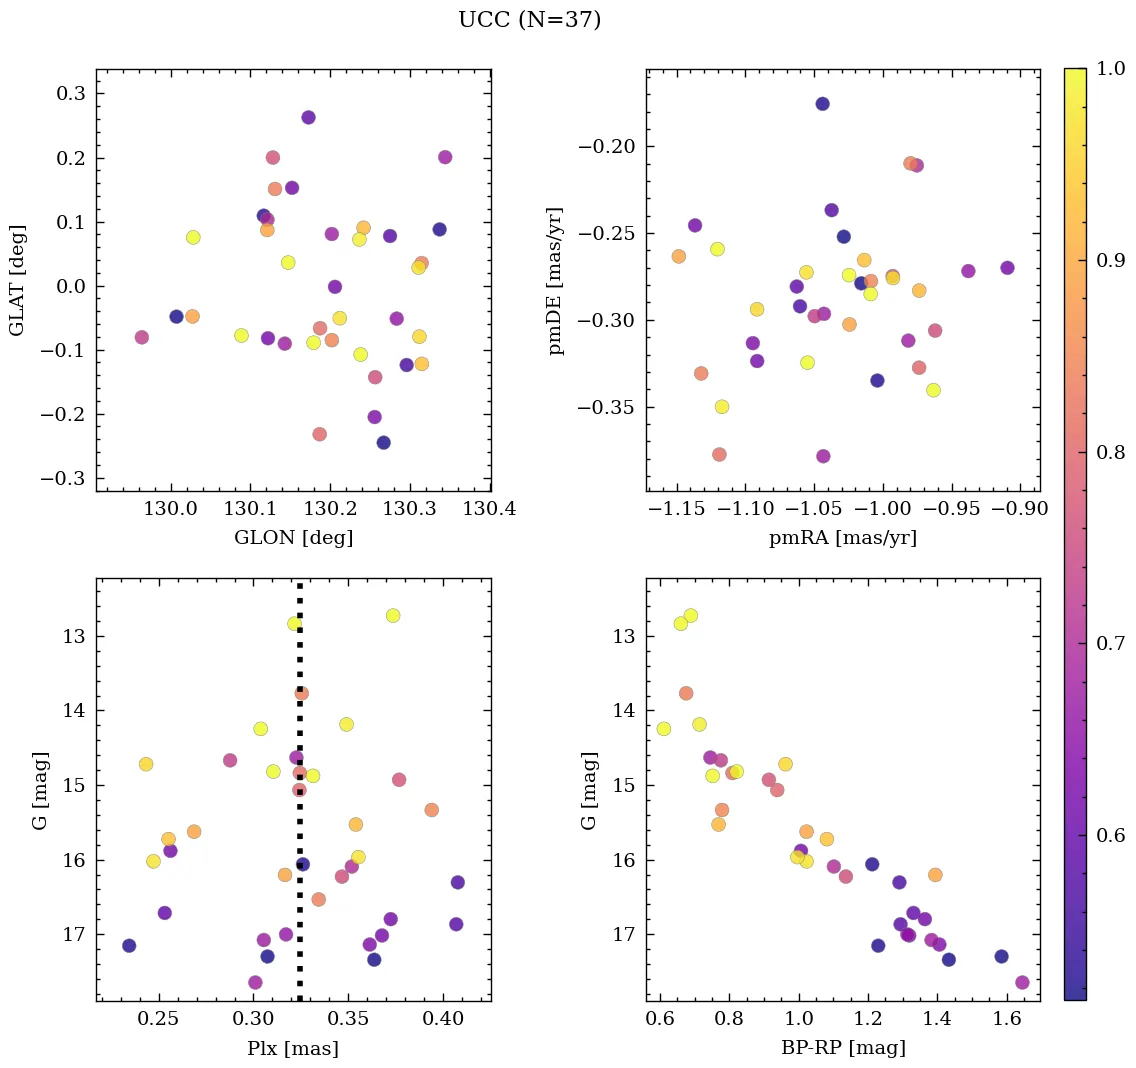 UCC (N=37)
0.3
0.2
0.1
0.0
−0.1
−0.2
−0.3
GLAT [deg]
130.0 130.1 130.2 130.3 130.4
GLON [deg]
−0.20
−0.25
−0.30
−0.35
pmDE [mas/yr]
−1.15 −1.10 −1.05 −1.00 −0.95 −0.90
pmRA [mas/yr]
13
14
15
16
17
G [mag]
0.25 0.30 0.35 0.40
Plx [mas]
13
14
15
16
17
G [mag]
0.6 0.8 1.0 1.2 1.4 1.6
BP-RP [mag]
1.0
0.9
0.8
0.7
0.6